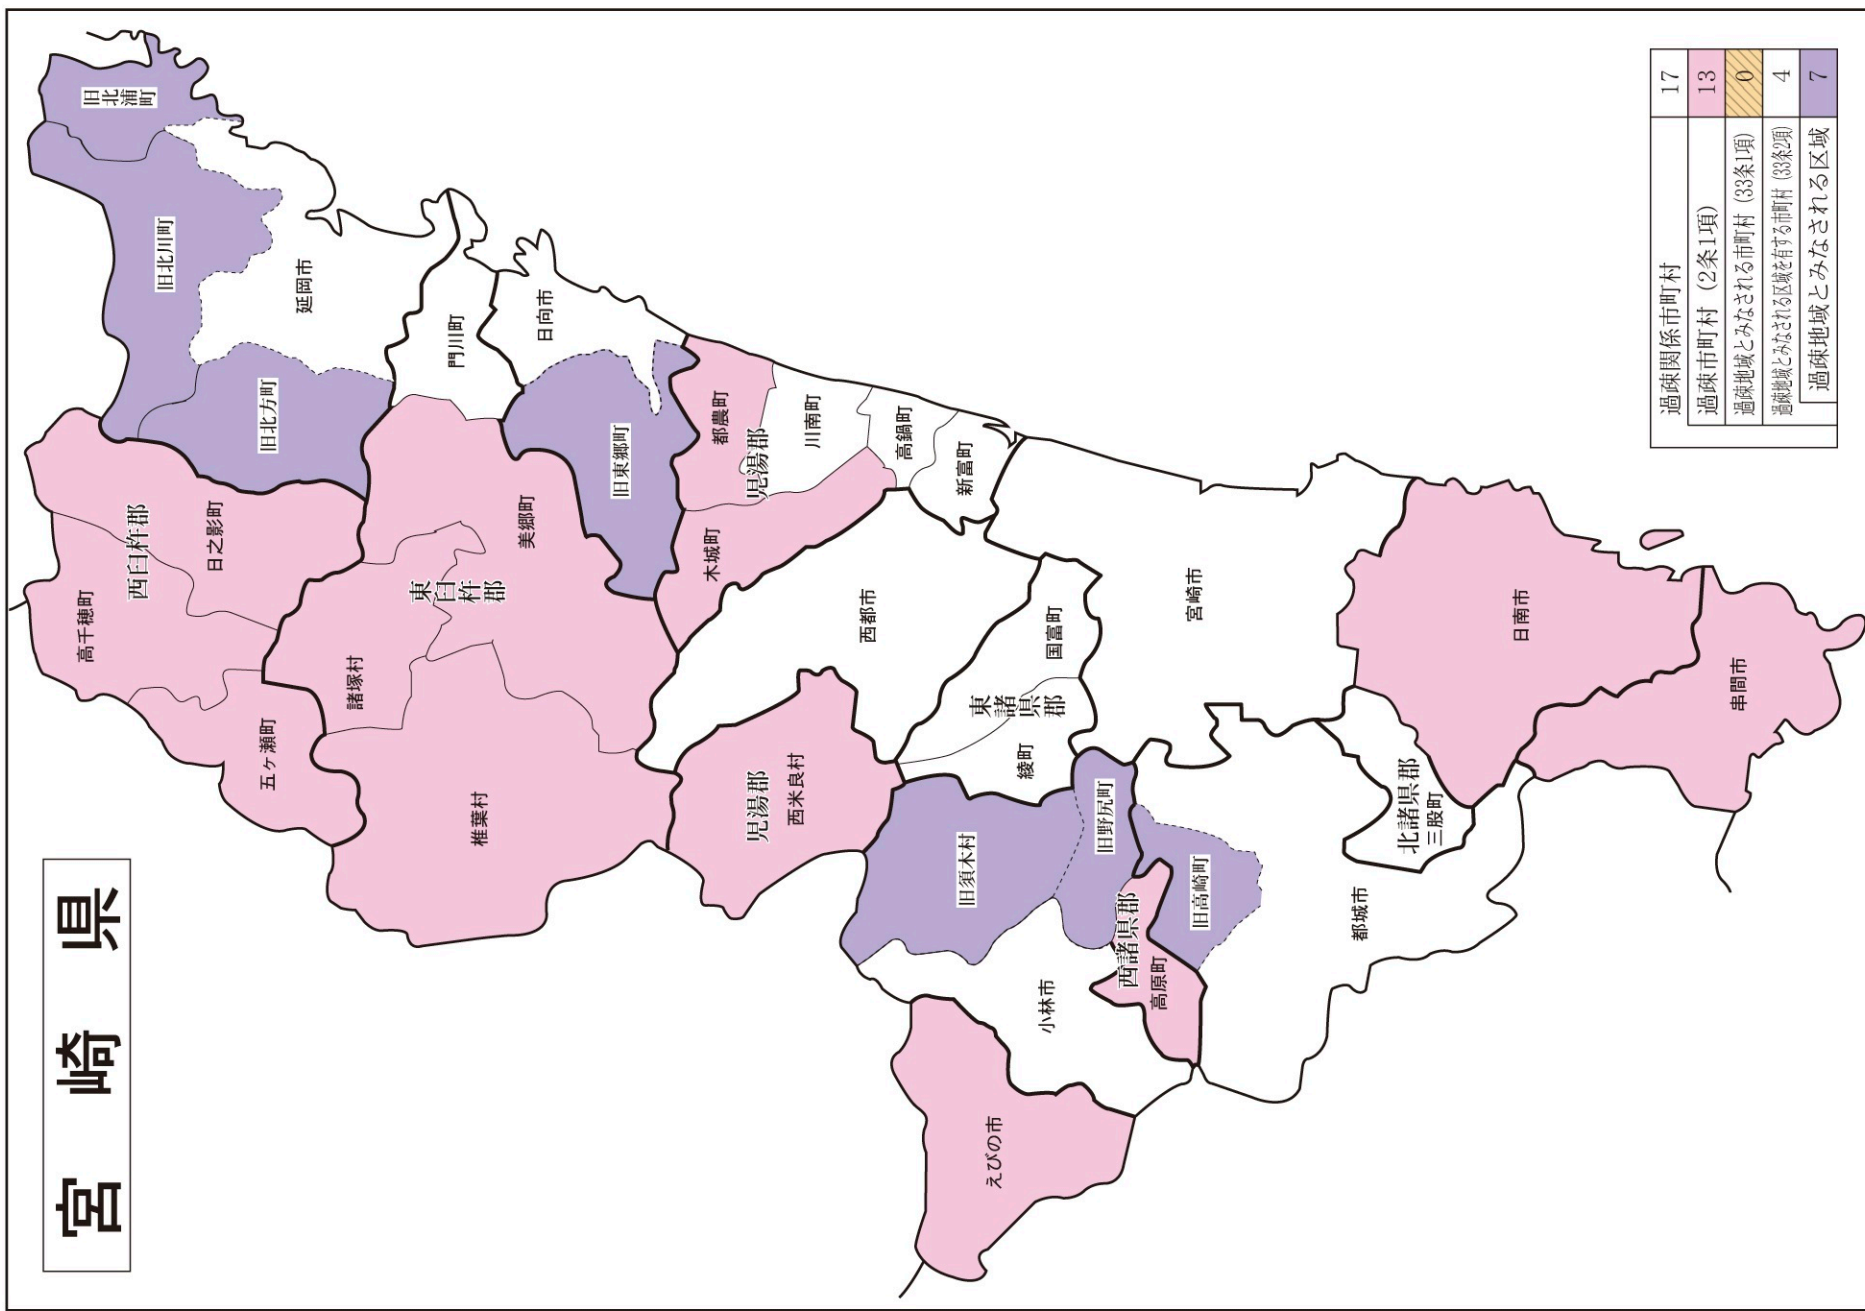 宮崎県
過疎関係市町村 17
過疎市町村（2条1項） 13
過疎地域とみなされる市町村（33条1項） 0
過疎地域とみなされる区域を有する市町村（33条2項） 4
過疎地域とみなされる区域 7
旧北浦町
旧北川町
延岡市
旧北方町
門川町
日向市
旧東郷町
西臼杵郡
高千穂町
日之影町
五ヶ瀬町
東臼杵郡
諸塚村
美郷町
椎葉村
児湯郡
都農町
川南町
高鍋町
新富町
木城町
西都市
児湯郡
西米良村
東諸県郡
国富町
綾町
宮崎市
旧須木村
旧野尻町
小林市
西諸県郡
高原町
えびの市
旧高崎町
都城市
北諸県郡
三股町
日南市
串間市